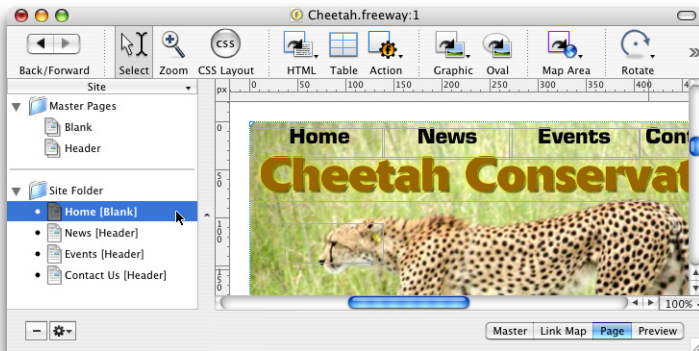 Cheetah.freeway:1
css
Back/Forward Select Zoom CSS Layout HTML Table Action Graphic Oval Map Area Rotate
Site
px 0 50 100 150 200 250 300 350 400
Master Pages
Blank
Header
Site Folder
Home [Blank]
News [Header]
Events [Header]
Contact Us [Header]
0
50
100
150
Home News Events Con
Cheetah Conservat
100%
Master Link Map Page Preview